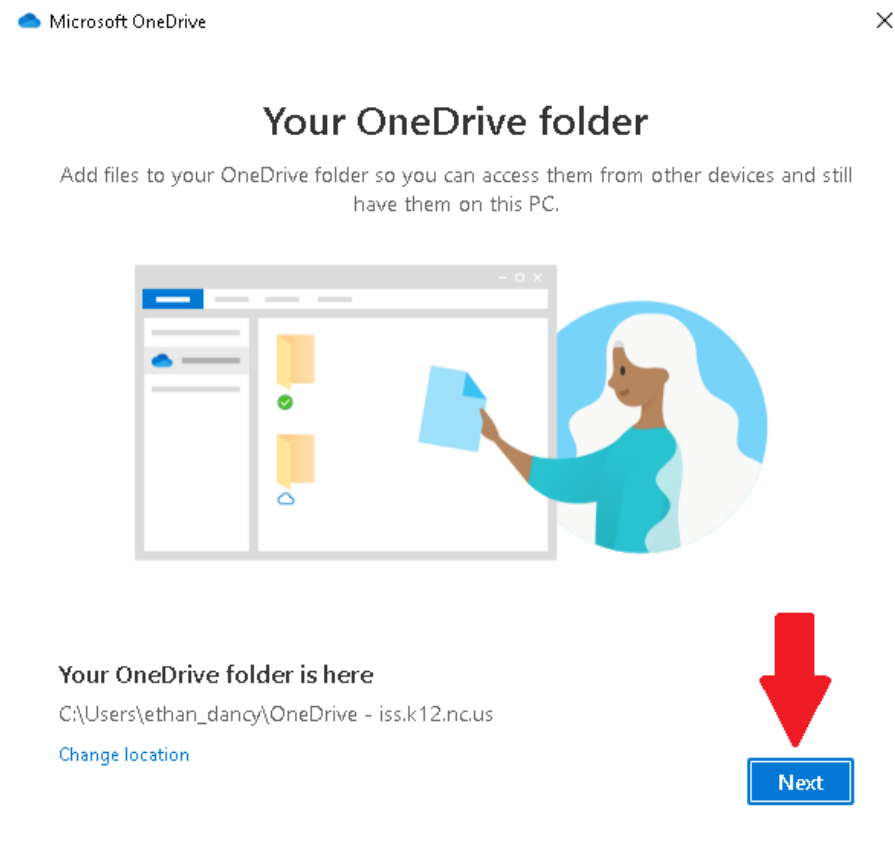 Microsoft OneDrive
Your OneDrive folder
Add files to your OneDrive folder so you can access them from other devices and still
have them on this PC.
Your OneDrive folder is here
C:\Users\ethan_dancy\OneDrive - iss.k12.nc.us
Change location
Next